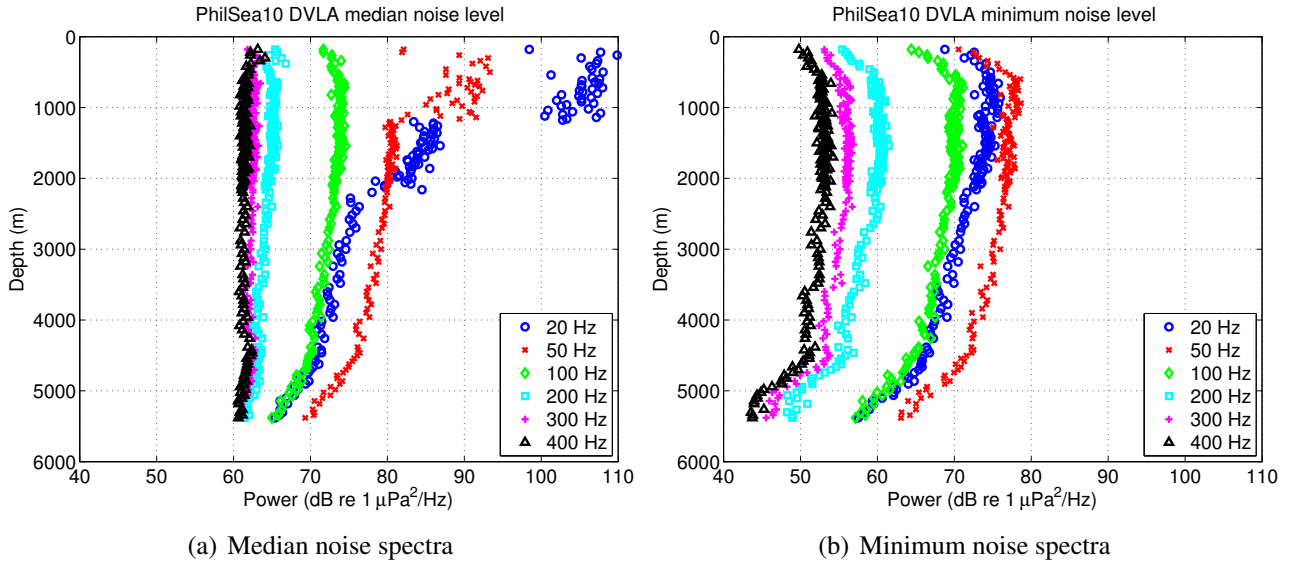 PhilSea10 DVLA median noise level
0
1000
2000
3000
4000
5000
6000
Depth (m)
40 60 70 80 90 100 110
Power (dB re 1 μPa²/Hz)
20 Hz
50 Hz
100 Hz
200 Hz
300 Hz
400 Hz
(a) Median noise spectra
PhilSea10 DVLA minimum noise level
0
1000
2000
3000
4000
5000
6000
Depth (m)
40 50 60 70 80 90 100 110
Power (dB re 1 μPa²/Hz)
20 Hz
50 Hz
100 Hz
200 Hz
300 Hz
400 Hz
(b) Minimum noise spectra